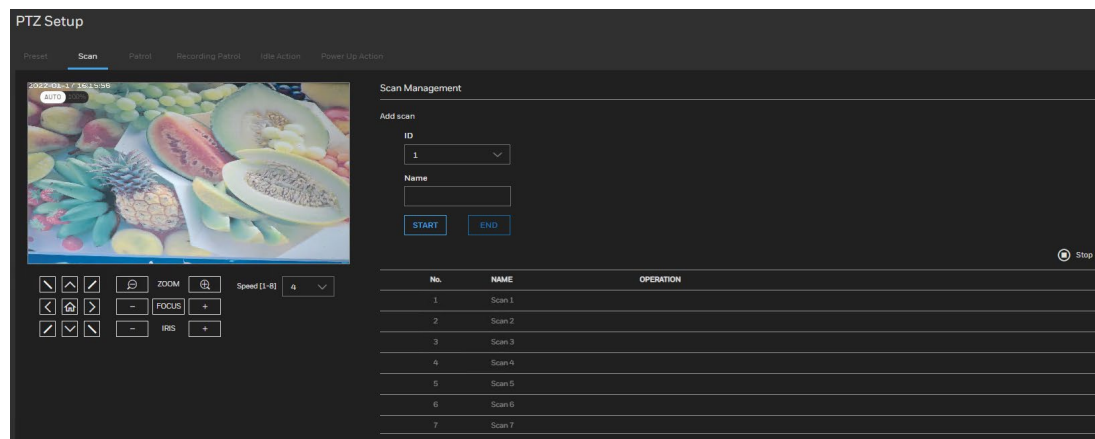 PTZ Setup
Preset Scan Patrol Recording Patrol Idle Action Power Up Action
2022-01-17 16:15:56
AUTO
Scan Management
Add scan
ID
1
Name
START END
Stop
ZOOM
Speed [1-8] 4
- FOCUS +
- IRIS +
No. NAME OPERATION
1 Scan 1
2 Scan 2
3 Scan 3
4 Scan 4
5 Scan 5
6 Scan 6
7 Scan 7